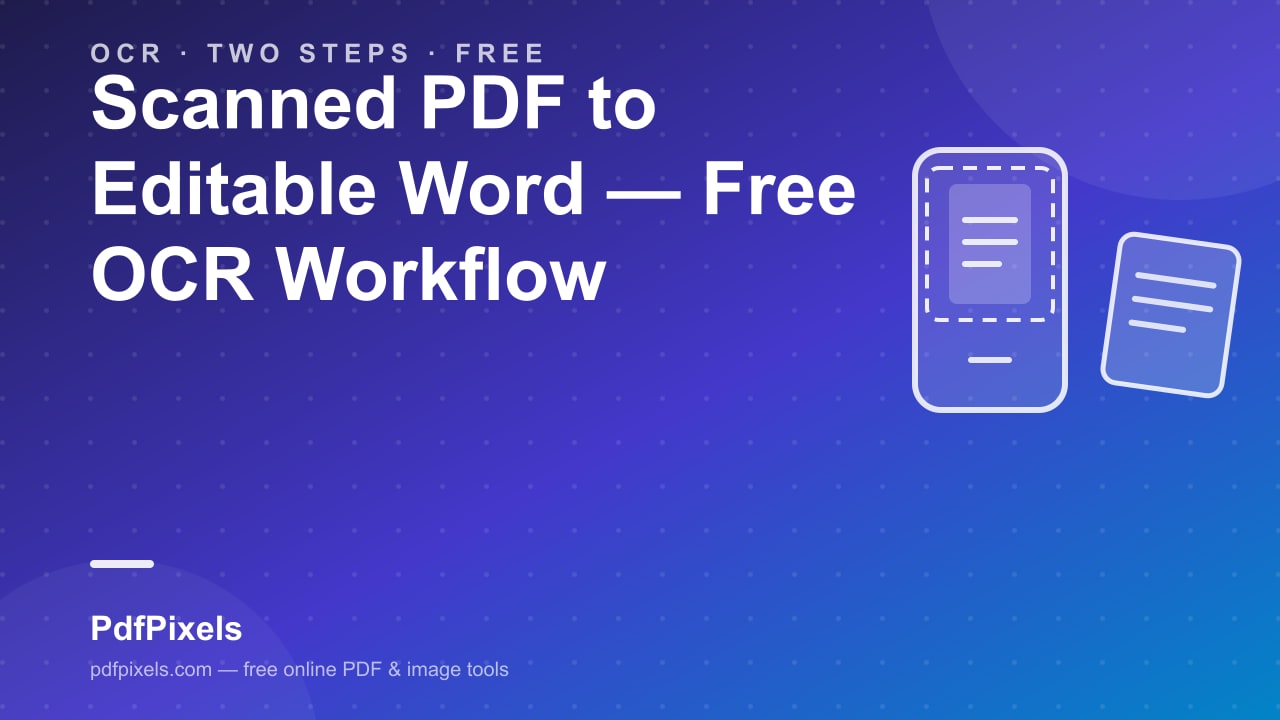 OCR · TWO STEPS · FREE
Scanned PDF to
Editable Word — Free
OCR Workflow
PdfPixels
pdfpixels.com — free online PDF & image tools